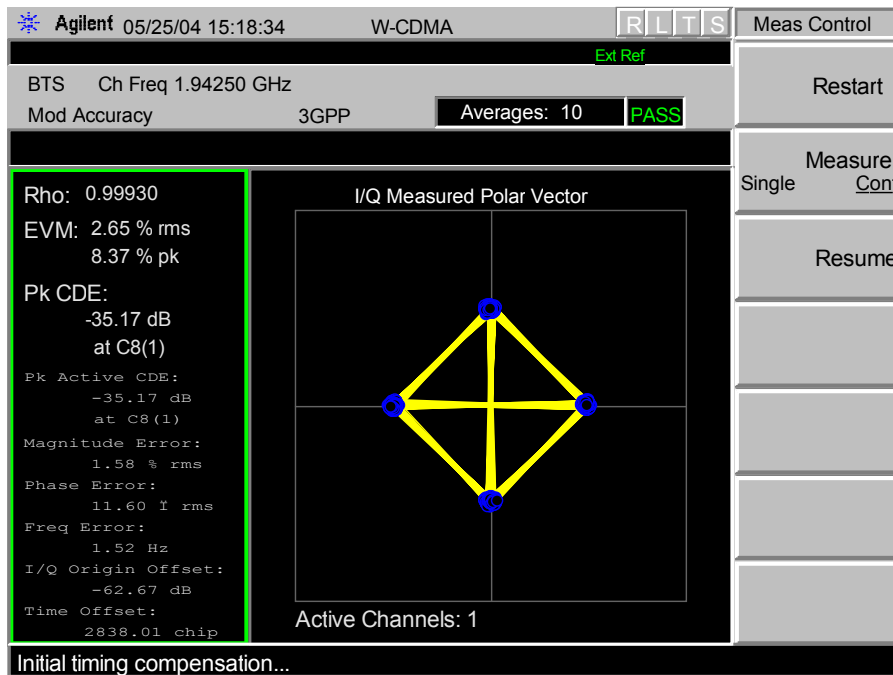 Agilent 05/25/04 15:18:34 W-CDMA R L T S Meas Control
Ext Ref
BTS Ch Freq 1.94250 GHz
Mod Accuracy 3GPP Averages: 10 PASS
Restart
Measure
Single Cont
Resume
Rho: 0.99930
EVM: 2.65 % rms
8.37 % pk
Pk CDE:
-35.17 dB
at C8(1)
Pk Active CDE:
-35.17 dB
at C8(1)
Magnitude Error:
1.58 % rms
Phase Error:
11.60 Ï rms
Freq Error:
1.52 Hz
I/Q Origin Offset:
-62.67 dB
Time Offset:
2838.01 chip
I/Q Measured Polar Vector
Active Channels: 1
Initial timing compensation...